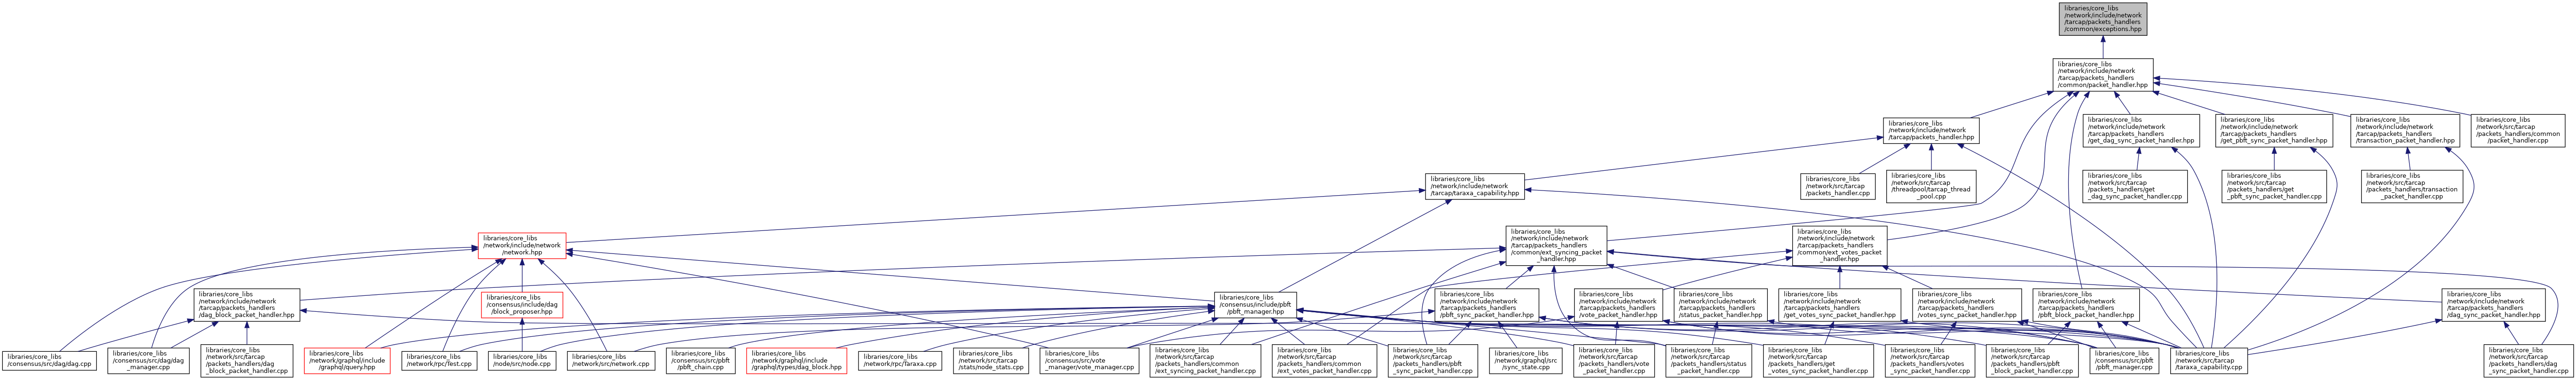 libraries/core_libs
/network/include/network
/tarcap/packets_handlers
/common/exceptions.hpp
libraries/core_libs
/network/include/network
/tarcap/packets_handlers
/common/packet_handler.hpp
libraries/core_libs
/network/include/network
/tarcap/packets_handler.hpp
libraries/core_libs
/network/include/network
/tarcap/packets_handlers
/get_dag_sync_packet_handler.hpp
libraries/core_libs
/network/include/network
/tarcap/packets_handlers
/get_pbft_sync_packet_handler.hpp
libraries/core_libs
/network/include/network
/tarcap/packets_handlers
/transaction_packet_handler.hpp
libraries/core_libs
/network/src/tarcap
/packets_handlers/common
/packet_handler.cpp
libraries/core_libs
/network/include/network
/tarcap/taraxa_capability.hpp
libraries/core_libs
/network/src/tarcap
/packets_handler.cpp
libraries/core_libs
/network/src/tarcap
/threadpool/tarcap_thread
_pool.cpp
libraries/core_libs
/network/src/tarcap
/packets_handlers/get
_dag_sync_packet_handler.cpp
libraries/core_libs
/network/src/tarcap
/packets_handlers/get
_pbft_sync_packet_handler.cpp
libraries/core_libs
/network/src/tarcap
/packets_handlers/transaction
_packet_handler.cpp
libraries/core_libs
/network/include/network
/network.hpp
libraries/core_libs
/network/include/network
/tarcap/packets_handlers
/common/ext_syncing_packet
_handler.hpp
libraries/core_libs
/network/include/network
/tarcap/packets_handlers
/common/ext_votes_packet
_handler.hpp
libraries/core_libs
/network/include/network
/tarcap/packets_handlers
/dag_block_packet_handler.hpp
libraries/core_libs
/consensus/include/dag
/block_proposer.hpp
libraries/core_libs
/consensus/include/pbft
/pbft_manager.hpp
libraries/core_libs
/network/include/network
/tarcap/packets_handlers
/pbft_sync_packet_handler.hpp
libraries/core_libs
/network/include/network
/tarcap/packets_handlers
/vote_packet_handler.hpp
libraries/core_libs
/network/include/network
/tarcap/packets_handlers
/status_packet_handler.hpp
libraries/core_libs
/network/include/network
/tarcap/packets_handlers
/get_votes_sync_packet_handler.hpp
libraries/core_libs
/network/include/network
/tarcap/packets_handlers
/votes_sync_packet_handler.hpp
libraries/core_libs
/network/include/network
/tarcap/packets_handlers
/pbft_block_packet_handler.hpp
libraries/core_libs
/network/include/network
/tarcap/packets_handlers
/dag_sync_packet_handler.hpp
libraries/core_libs
/consensus/src/dag/dag.cpp
libraries/core_libs
/consensus/src/dag/dag
_manager.cpp
libraries/core_libs
/network/src/tarcap
/packets_handlers/dag
_block_packet_handler.cpp
libraries/core_libs
/network/graphql/include
/graphql/query.hpp
libraries/core_libs
/network/rpc/Test.cpp
libraries/core_libs
/node/src/node.cpp
libraries/core_libs
/network/src/network.cpp
libraries/core_libs
/consensus/src/pbft
/pbft_chain.cpp
libraries/core_libs
/network/graphql/include
/graphql/types/dag_block.hpp
libraries/core_libs
/network/rpc/Taraxa.cpp
libraries/core_libs
/network/src/tarcap
/stats/node_stats.cpp
libraries/core_libs
/consensus/src/vote
_manager/vote_manager.cpp
libraries/core_libs
/network/src/tarcap
/packets_handlers/common
/ext_syncing_packet_handler.cpp
libraries/core_libs
/network/src/tarcap
/packets_handlers/common
/ext_votes_packet_handler.cpp
libraries/core_libs
/network/src/tarcap
/packets_handlers/pbft
_sync_packet_handler.cpp
libraries/core_libs
/network/graphql/src
/sync_state.cpp
libraries/core_libs
/network/src/tarcap
/packets_handlers/vote
_packet_handler.cpp
libraries/core_libs
/network/src/tarcap
/packets_handlers/status
_packet_handler.cpp
libraries/core_libs
/network/src/tarcap
/packets_handlers/get
_votes_sync_packet_handler.cpp
libraries/core_libs
/network/src/tarcap
/packets_handlers/votes
_sync_packet_handler.cpp
libraries/core_libs
/network/src/tarcap
/packets_handlers/pbft
_block_packet_handler.cpp
libraries/core_libs
/consensus/src/pbft
/pbft_manager.cpp
libraries/core_libs
/network/src/tarcap
/taraxa_capability.cpp
libraries/core_libs
/network/src/tarcap
/packets_handlers/dag
_sync_packet_handler.cpp